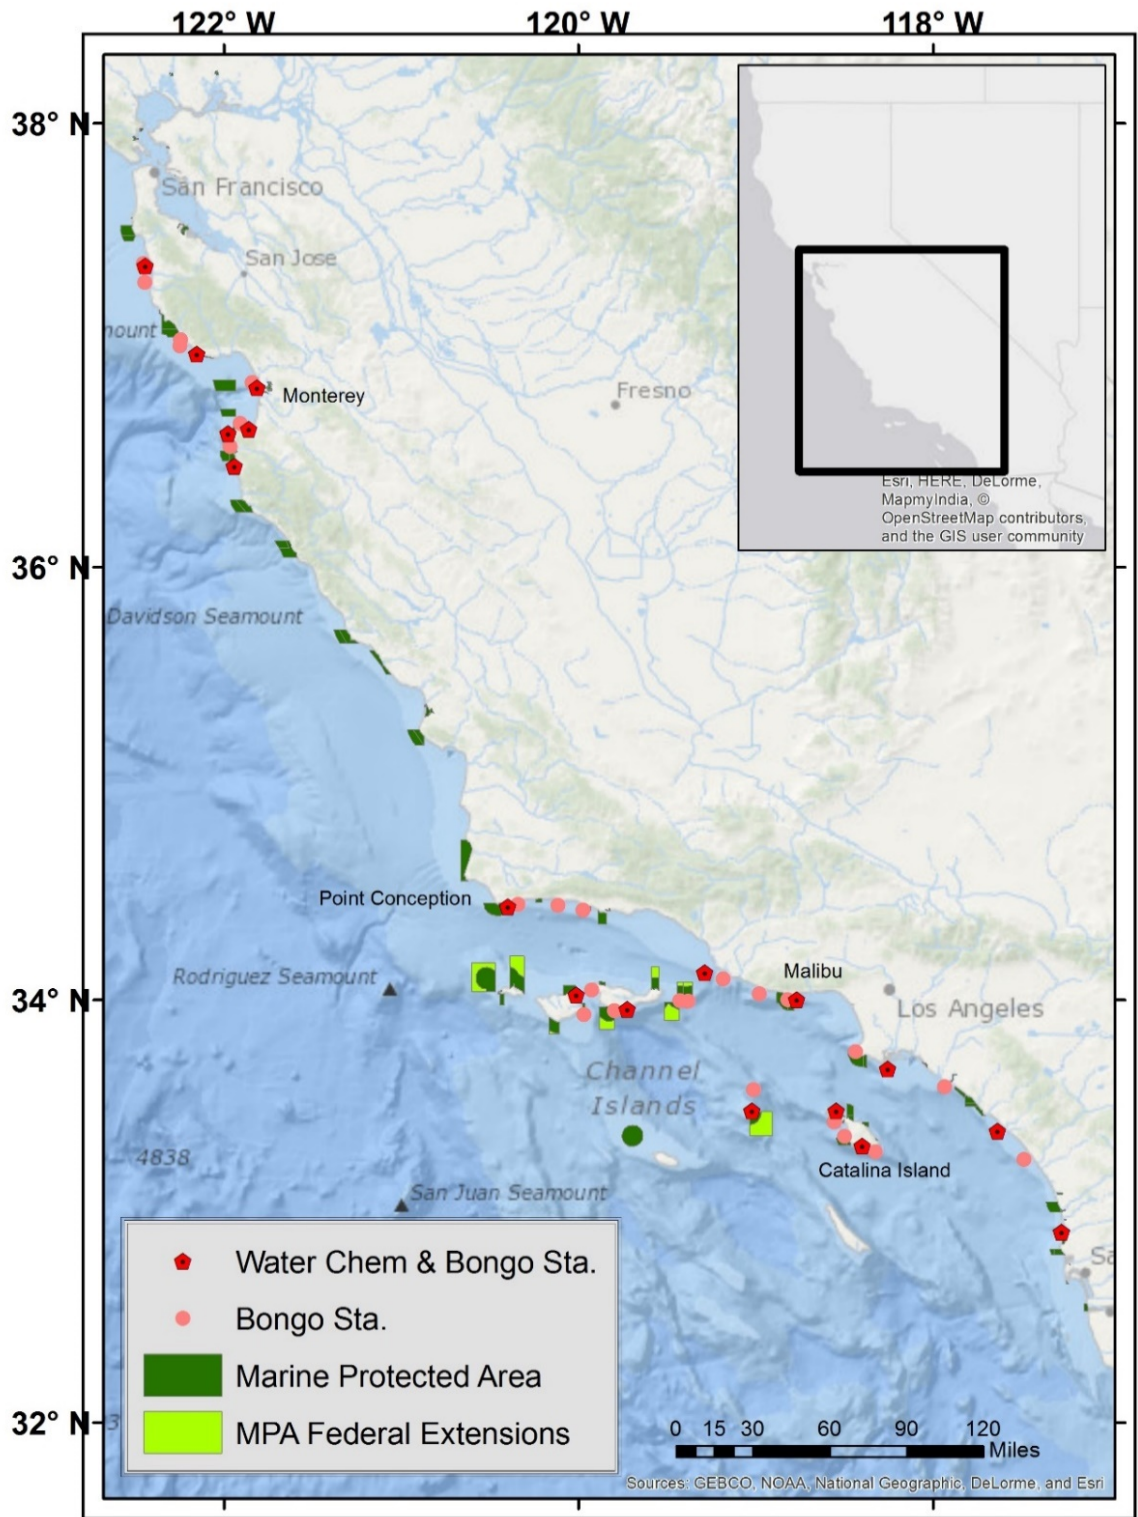 122° W 120° W 118° W
38° N
San Francisco
San Jose
mount
Monterey
Fresno
Esri, HERE, DeLorme,
MapmyIndia, ©
OpenStreetMap contributors,
and the GIS user community
36° N
Davidson Seamount
Point Conception
Rodriguez Seamount
Malibu
34° N
Los Angeles
Channel
Islands
4838
Catalina Island
San Juan Seamount
Sa
Water Chem & Bongo Sta.
Bongo Sta.
Marine Protected Area
MPA Federal Extensions
32° N
3
0 15 30 60 90 120
Miles
Sources: GEBCO, NOAA, National Geographic, DeLorme, and Esri